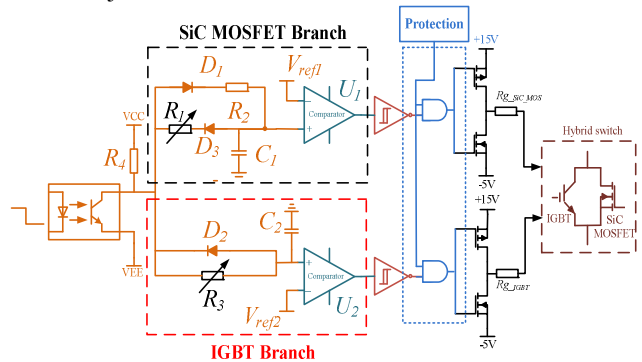 SiC MOSFET Branch
Protection
+15V
D1
Vref1
U1
R1
R2
Comparator
Rg_SiC_MOS
VCC
D3
C1
R4
-5V
Hybrid switch
+15V
IGBT
SiC
MOSFET
C2
D2
Comparator
VEE
R3
Vref2
U2
Rg_IGBT
-5V
IGBT Branch